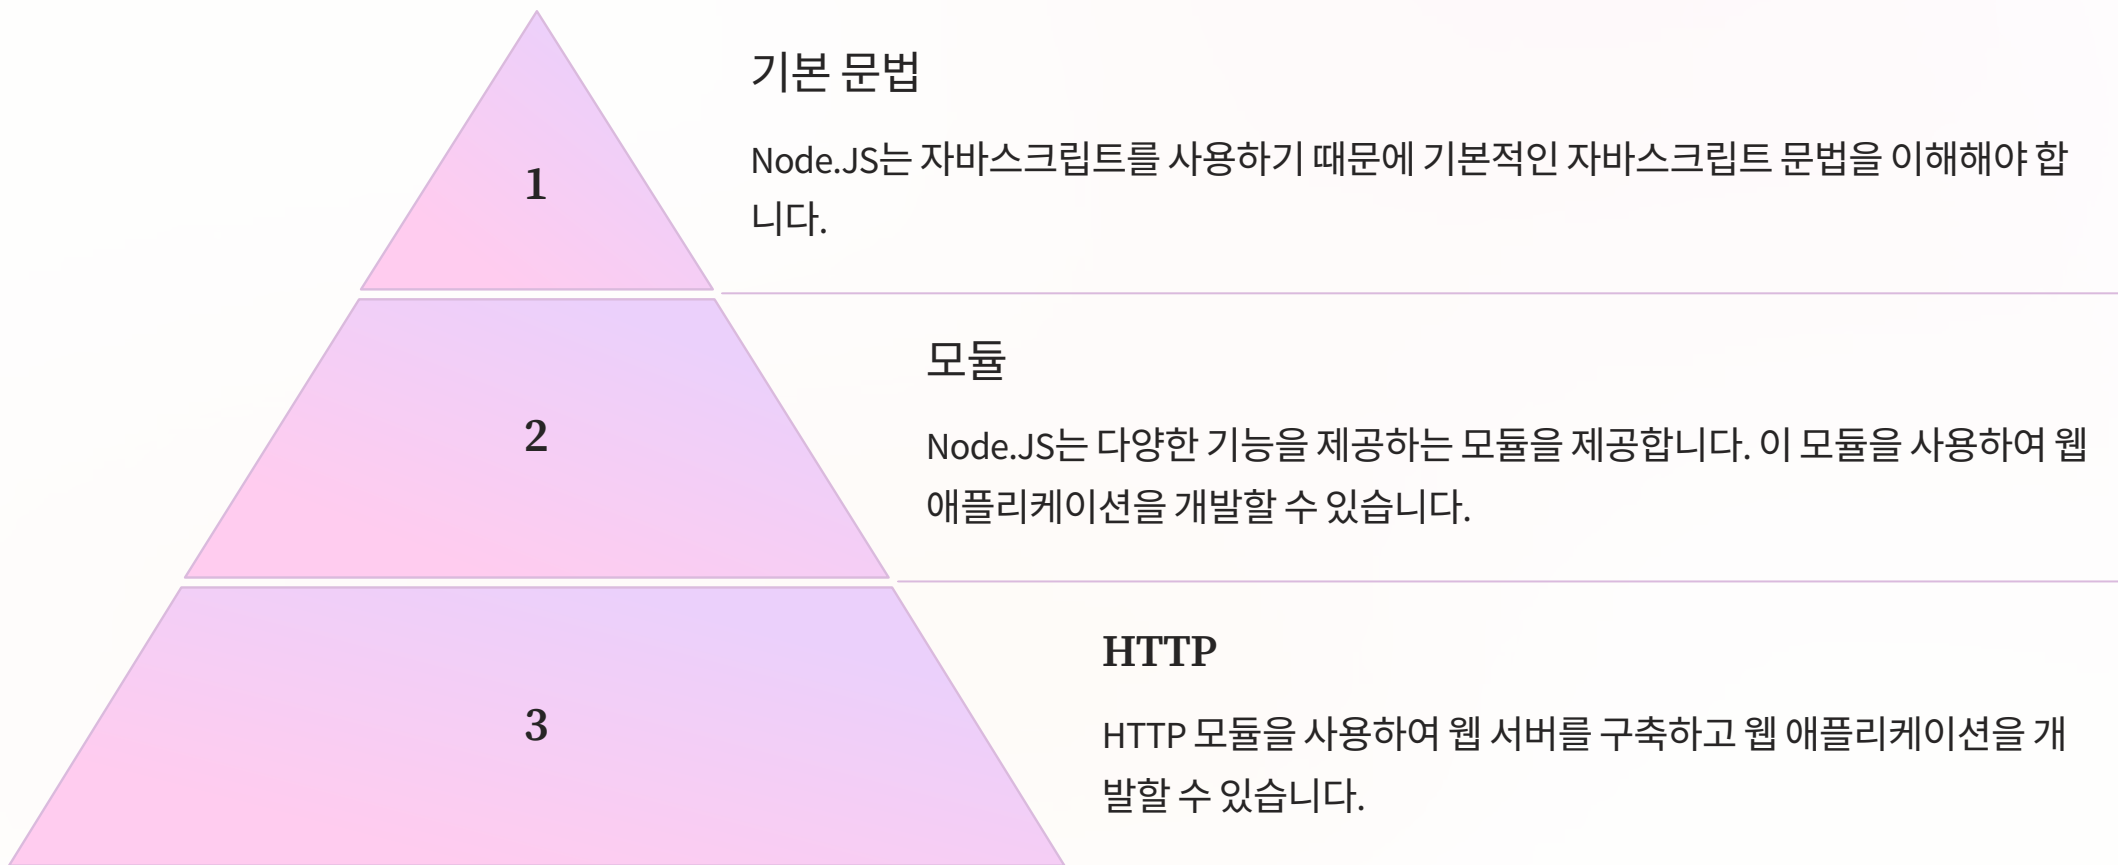 기본 문법
1
Node.JS는 자바스크립트를 사용하기 때문에 기본적인 자바스크립트 문법을 이해해야 합
니다.
모듈
2
Node.JS는 다양한 기능을 제공하는 모듈을 제공합니다. 이 모듈을 사용하여 웹
애플리케이션을 개발할 수 있습니다.
HTTP
3
HTTP 모듈을 사용하여 웹 서버를 구축하고 웹 애플리케이션을 개
발할 수 있습니다.